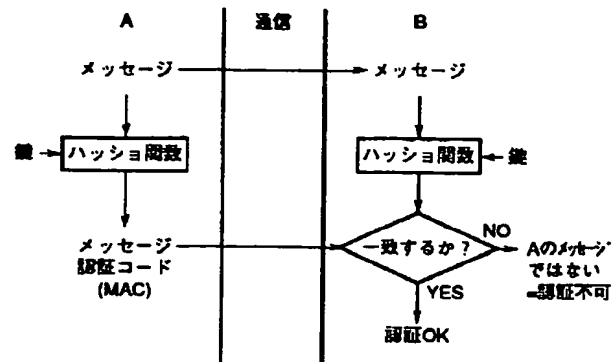 A 通信 B
メッセージ メッセージ
鍵 ハッショ関数 ハッショ関数 鍵
メッセージ
認証コード
(MAC)
一致するか？
NO
Aのメッセージ
ではない
=認証不可
YES
認証OK